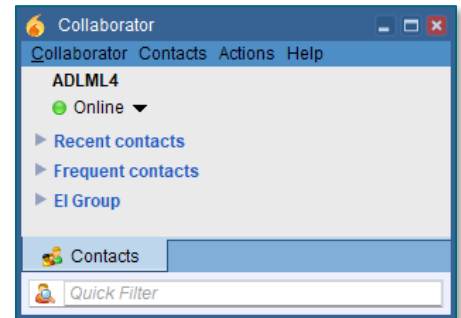 Collaborator
Collaborator Contacts Actions Help
ADLML4
Online
Recent contacts
Frequent contacts
EI Group
Contacts
Quick Filter